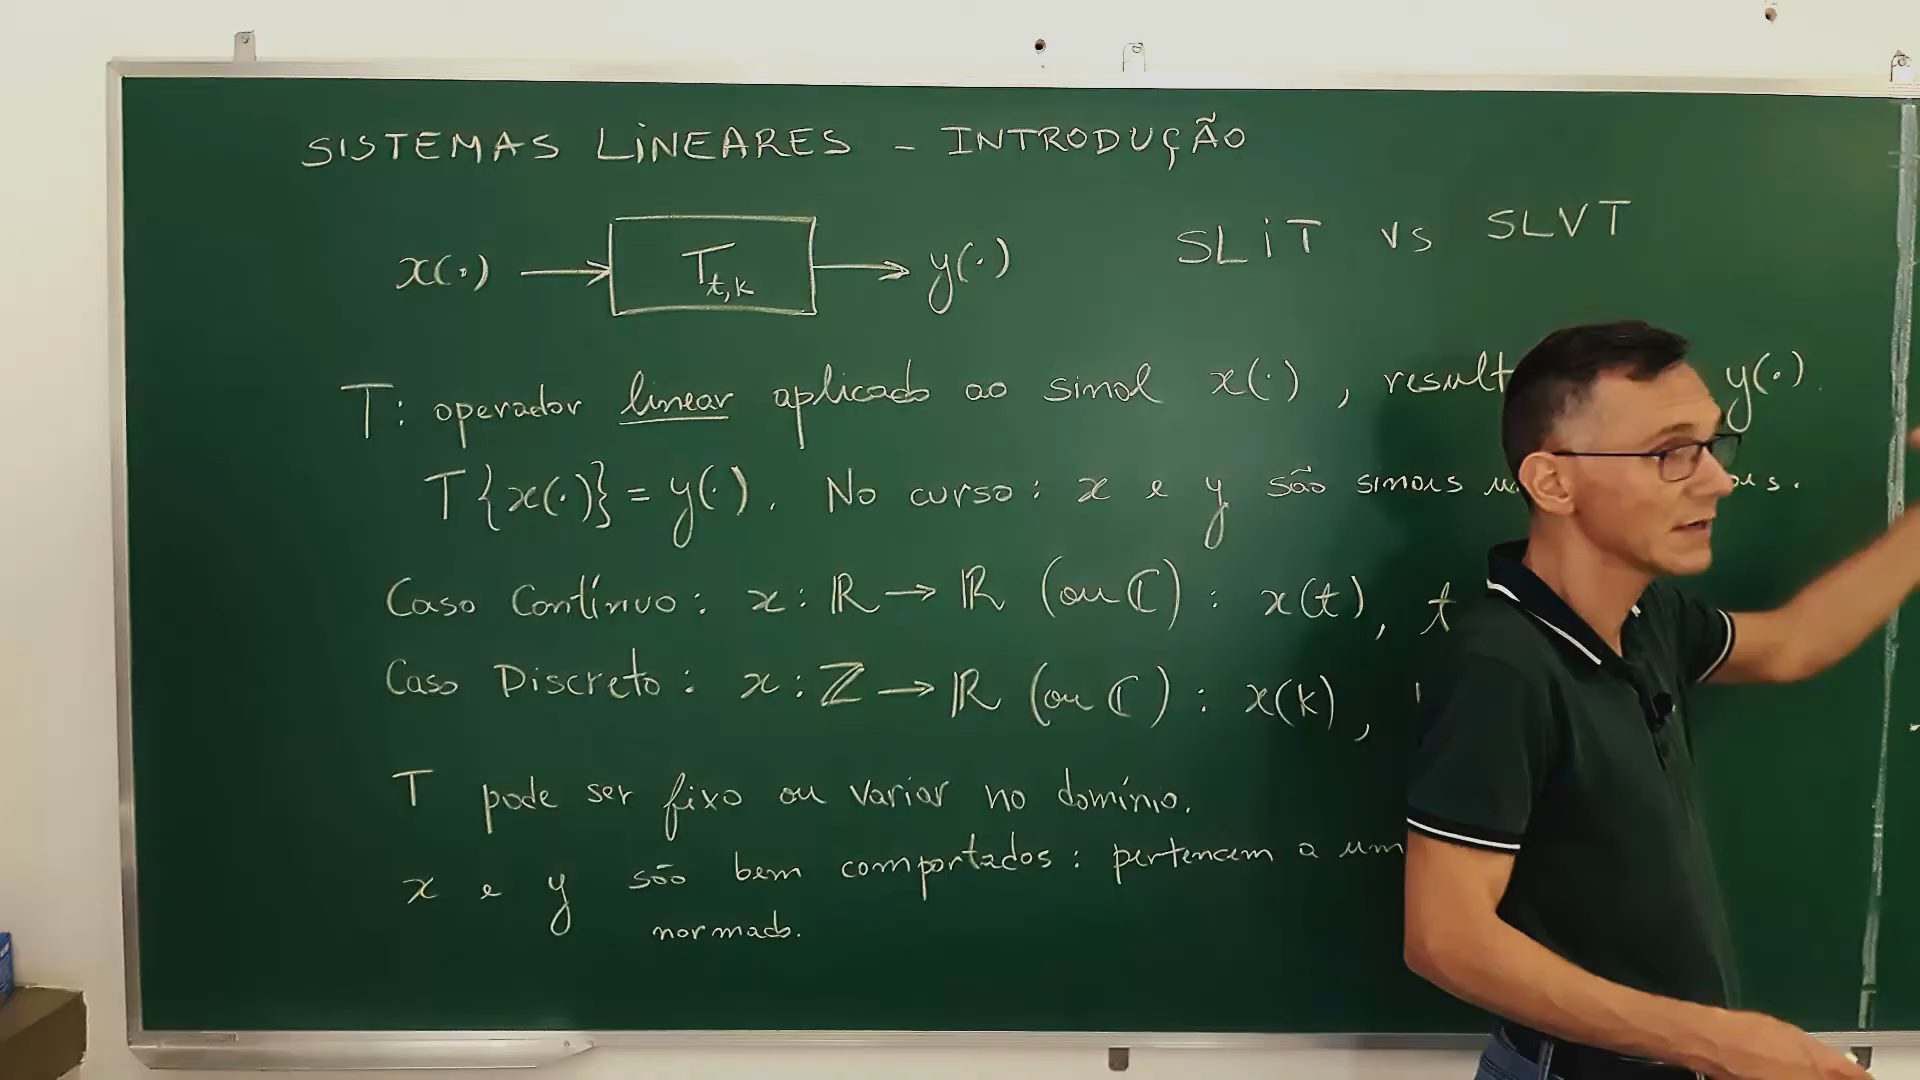 SISTEMAS LINEARES - INTRODUÇÃO
x(·) → T_{t,k} → y(·)
SLIT vs SLVT
T: operador linear aplicado ao sinal x(·), result y(·).
T{x(·)} = y(·). No curso: x e y são sinais
Caso Contínuo: x: ℝ → ℝ (ou ℂ): x(t), t
Caso Discreto: x: ℤ → ℝ (ou ℂ): x(k),
T pode ser fixo ou variar no domínio.
x e y são bem comportados: pertencem a um
normado.